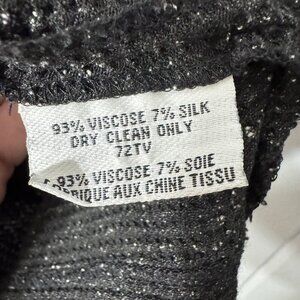 93% VISCOSE 7% SILK
DRY CLEAN ONLY
72TV
93% VISCOSE 7% SOIE
AUX CHINE TISSU